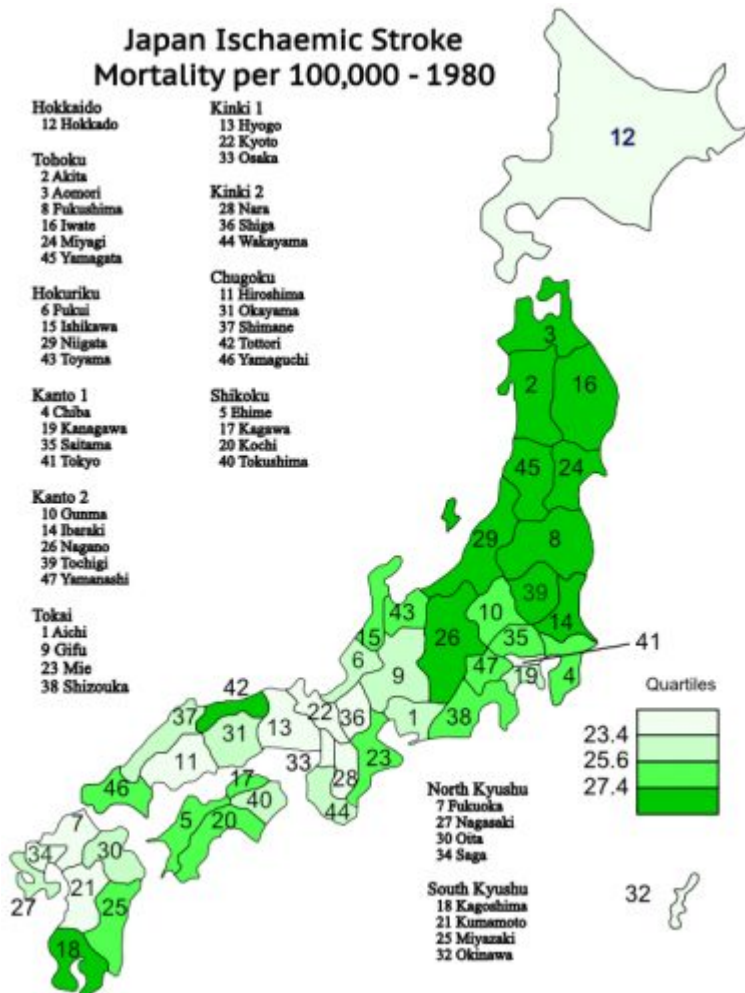 Japan Ischaemic Stroke
Mortality per 100,000 - 1980
Hokkaido
12 Hokkado
Tohoku
2 Akita
3 Aomori
8 Fukushima
16 Iwate
24 Miyagi
45 Yamagata
Hokuriku
6 Fukui
15 Ishikawa
29 Niigata
43 Toyama
Kanto 1
4 Chiba
19 Kanagawa
35 Saitama
41 Tokyo
Kanto 2
10 Gunma
14 Ibaraki
26 Nagano
39 Tochigi
47 Yamanashi
Tokai
1 Aichi
9 Gifu
23 Mie
38 Shizouka
Kinki 1
13 Hyogo
22 Kyoto
33 Osaka
Kinki 2
28 Nara
36 Shiga
44 Wakayama
Chugoku
11 Hiroshima
31 Okayama
37 Shimane
42 Tottori
46 Yamaguchi
Shikoku
5 Ehime
17 Kagawa
20 Kochi
40 Tokushima
12
3
2
16
45
24
29
8
39
10
14
43
15
26
35
41
6
9
47
19
4
42
37
22
36
1
38
31
13
11
33
23
46
17
28
40
44
5
20
7
34
30
27
21
25
18
32
Quartiles
23.4
25.6
27.4
North Kyushu
7 Fukuoka
27 Nagasaki
30 Oita
34 Saga
South Kyushu
18 Kagoshima
21 Kumamoto
25 Miyazaki
32 Okinawa